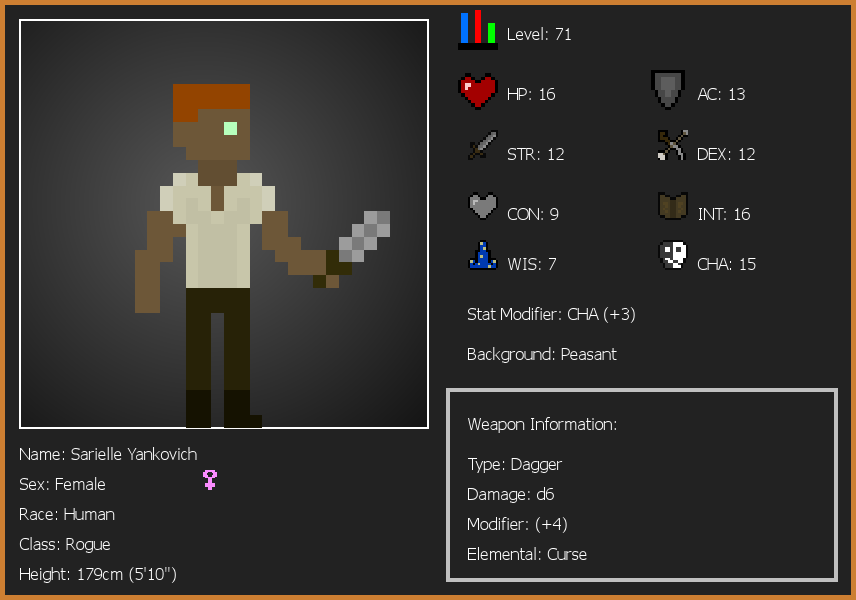 Level: 71
HP: 16
AC: 13
STR: 12
DEX: 12
CON: 9
INT: 16
WIS: 7
CHA: 15
Stat Modifier: CHA (+3)
Background: Peasant
Weapon Information:
Type: Dagger
Damage: d6
Modifier: (+4)
Elemental: Curse
Name: Sarielle Yankovich
Sex: Female
Race: Human
Class: Rogue
Height: 179cm (5'10")